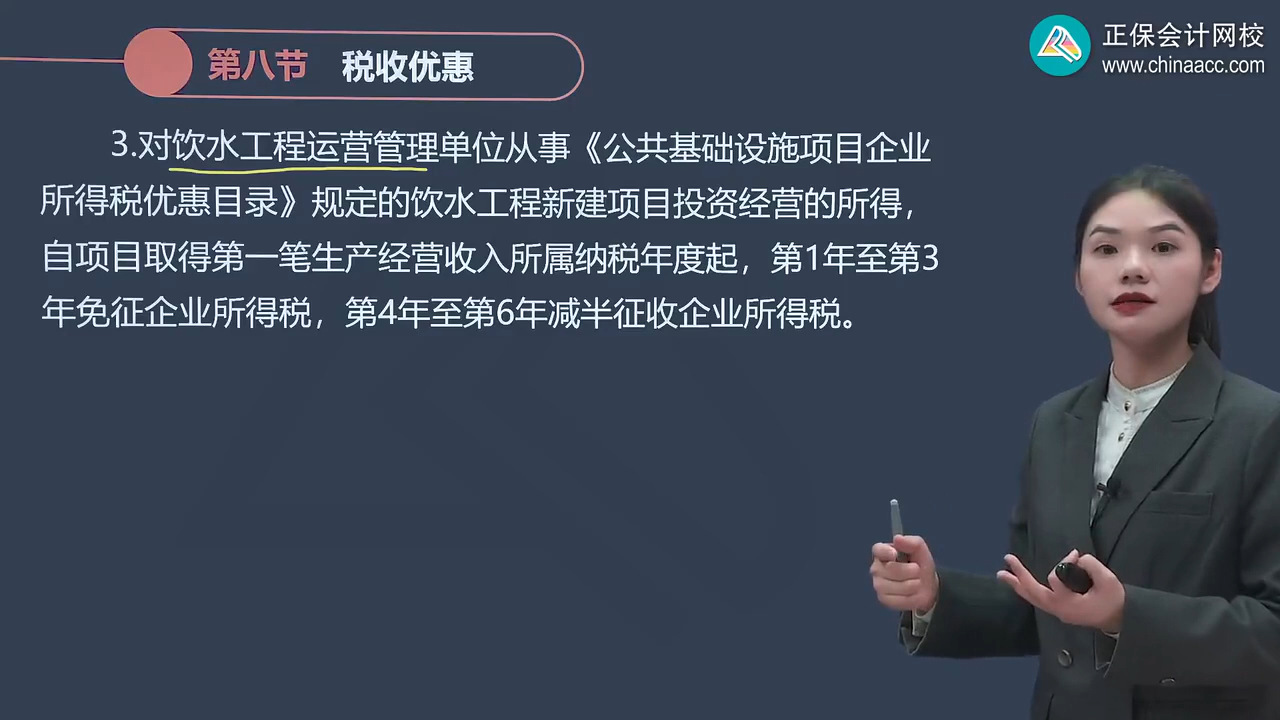 第八节 税收优惠
正保会计网校
www.chinaacc.com
3.对饮水工程运营管理单位从事《公共基础设施项目企业
所得税优惠目录》规定的饮水工程新建项目投资经营的所得，
自项目取得第一笔生产经营收入所属纳税年度起，第1年至第3
年免征企业所得税，第4年至第6年减半征收企业所得税。